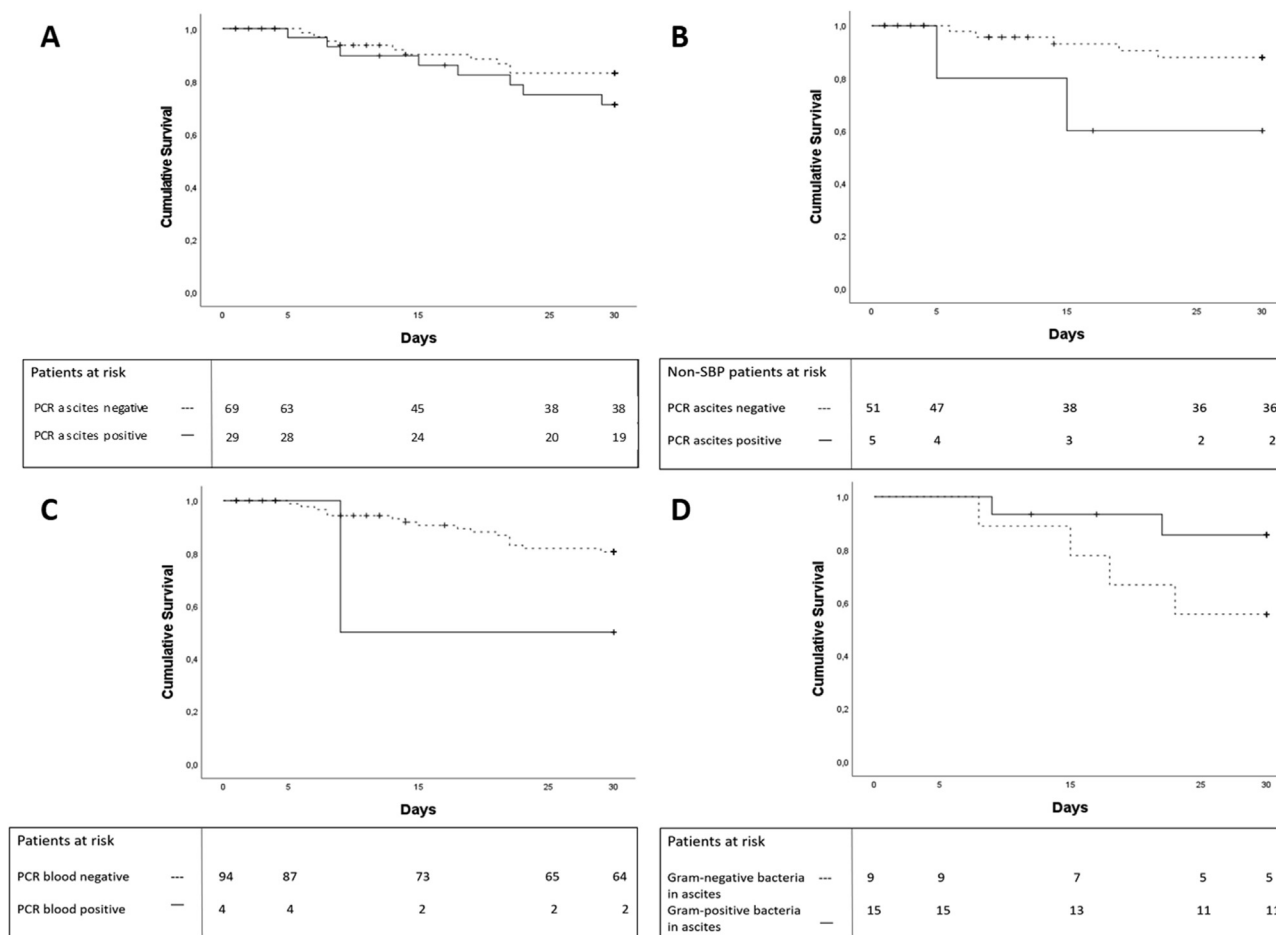 A
Cumulative Survival
1,0
0,8
0,6
0,4
0,2
0,0
0 5 15 25 30
Days
Patients at risk
PCR ascites negative --- 69 63 45 38 38
PCR ascites positive — 29 28 24 20 19
B
Cumulative Survival
1,0
0,8
0,6
0,4
0,2
0,0
0 5 15 25 30
Days
Non-SBP patients at risk
PCR ascites negative --- 51 47 38 36 36
PCR ascites positive — 5 4 3 2 2
C
Cumulative Survival
1,0
0,8
0,6
0,4
0,2
0,0
0 5 15 25 30
Days
Patients at risk
PCR blood negative --- 94 87 73 65 64
PCR blood positive — 4 4 2 2 2
D
Cumulative Survival
1,0
0,8
0,6
0,4
0,2
0,0
0 5 15 25 30
Days
Patients at risk
Gram-negative bacteria --- 9 9 7 5 5
in ascites
Gram-positive bacteria 15 15 13 11 11
in ascites —